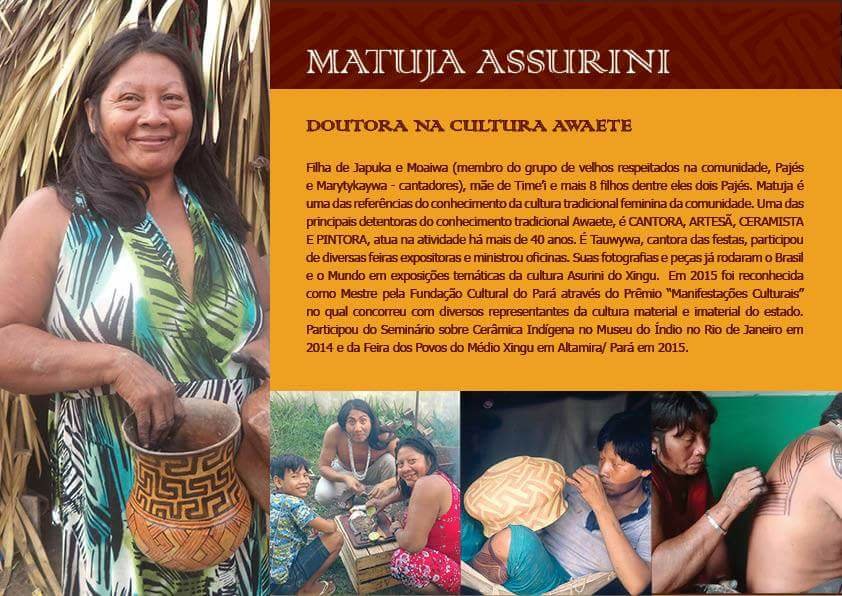 MATUJA ASSURINI
DOUTORA NA CULTURA AWAETE
Filha de Japuka e Moaiwa (membro do grupo de velhos respeitados na comunidade, Pajés
e Marytykaywa - cantadores), mãe de Time'i e mais 8 filhos dentre eles dois Pajés. Matuja é
uma das referências do conhecimento da cultura tradicional feminina da comunidade. Uma das
principais detentoras do conhecimento tradicional Awaete, é CANTORA, ARTESÃ, CERAMISTA
E PINTORA, atua na atividade há mais de 40 anos. É Tauwywa, cantora das festas, participou
de diversas feiras expositoras e ministrou oficinas. Suas fotografias e peças já rodaram o Brasil
e o Mundo em exposições temáticas da cultura Asurini do Xingu. Em 2015 foi reconhecida
como Mestre pela Fundação Cultural do Pará através do Prêmio “Manifestações Culturais”
no qual concorreu com diversos representantes da cultura material e imaterial do estado.
Participou do Seminário sobre Cerâmica Indígena no Museu do Índio no Rio de Janeiro em
2014 e da Feira dos Povos do Médio Xingu em Altamira/ Pará em 2015.